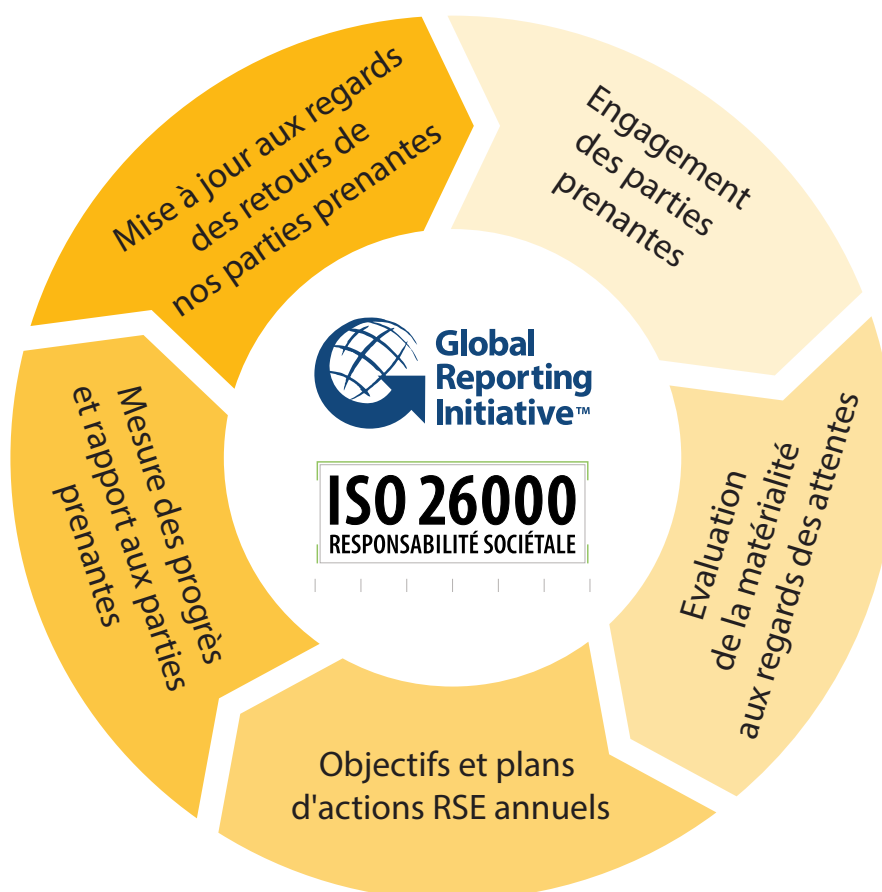 Mise à jour aux regards
des retours de
nos parties prenantes
Engagement
des parties
prenantes
Evaluation
de la matérialité
aux regards des attentes
Objectifs et plans
d'actions RSE annuels
Mesure des progrès
et rapport aux parties
prenantes
Global
Reporting
Initiative™
ISO 26000
RESPONSABILITÉ SOCIÉTALE